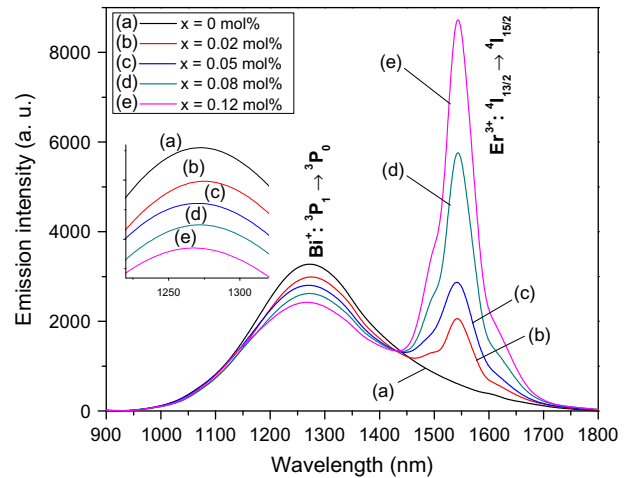 (a) x = 0 mol%
(b) x = 0.02 mol%
(c) x = 0.05 mol%
(d) x = 0.08 mol%
(e) x = 0.12 mol%
Emission intensity (a. u.)
8000
6000
4000
2000
0
(a)
(b)
(c)
(d)
(e)
1250 1300
Bi⁺: ³P₁ → ³P₀
Er³⁺: ⁴I₁₃/₂ → ⁴I₁₅/₂
(e)
(d)
(c)
(b)
(a)
900 1000 1100 1200 1300 1400 1500 1600 1700 1800
Wavelength (nm)